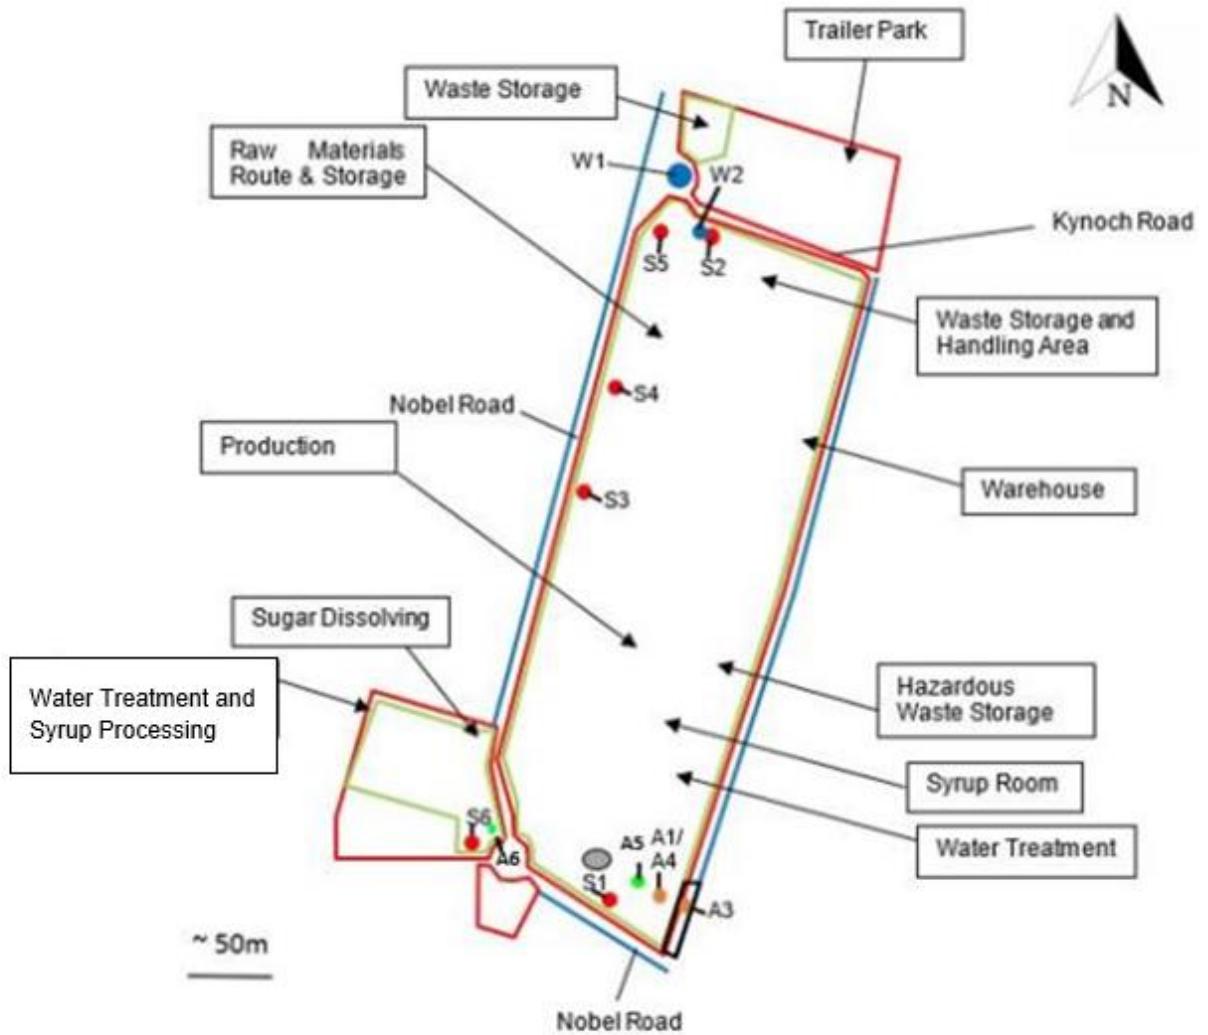 Trailer Park
Waste Storage
N
Raw Materials
Route & Storage
W1
W2
Kynoch Road
S5
S2
Waste Storage and
Handling Area
S4
Nobel Road
Production
Warehouse
S3
Sugar Dissolving
Water Treatment and
Syrup Processing
Hazardous
Waste Storage
Syrup Room
S6
A6
A5
A1/
A4
Water Treatment
S1
A3
~ 50m
Nobel Road